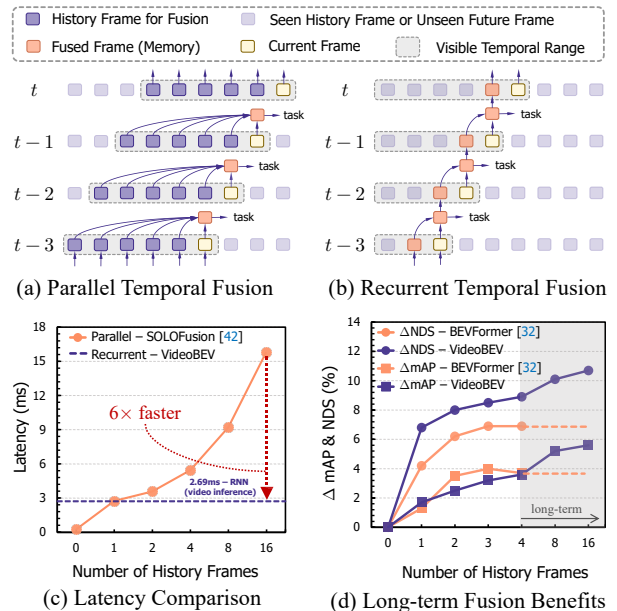 History Frame for Fusion
Seen History Frame or Unseen Future Frame
Fused Frame (Memory)
Current Frame
Visible Temporal Range
t
t − 1
task
t − 2
task
t − 3
task
(a) Parallel Temporal Fusion
t
t − 1
task
t − 2
task
t − 3
task
(b) Recurrent Temporal Fusion
Latency (ms)
18
15
12
9
6
3
0
Parallel – SOLOFusion [42]
Recurrent – VideoBEV
6× faster
2.69ms – RNN
(video inference)
0 1 2 4 8 16
Number of History Frames
(c) Latency Comparison
Δ mAP & NDS (%)
14
12
10
8
6
4
2
0
ΔNDS – BEVFormer [32]
ΔNDS – VideoBEV
ΔmAP – BEVFormer [32]
ΔmAP – VideoBEV
long-term
0 1 2 3 4 8 16
Number of History Frames
(d) Long-term Fusion Benefits